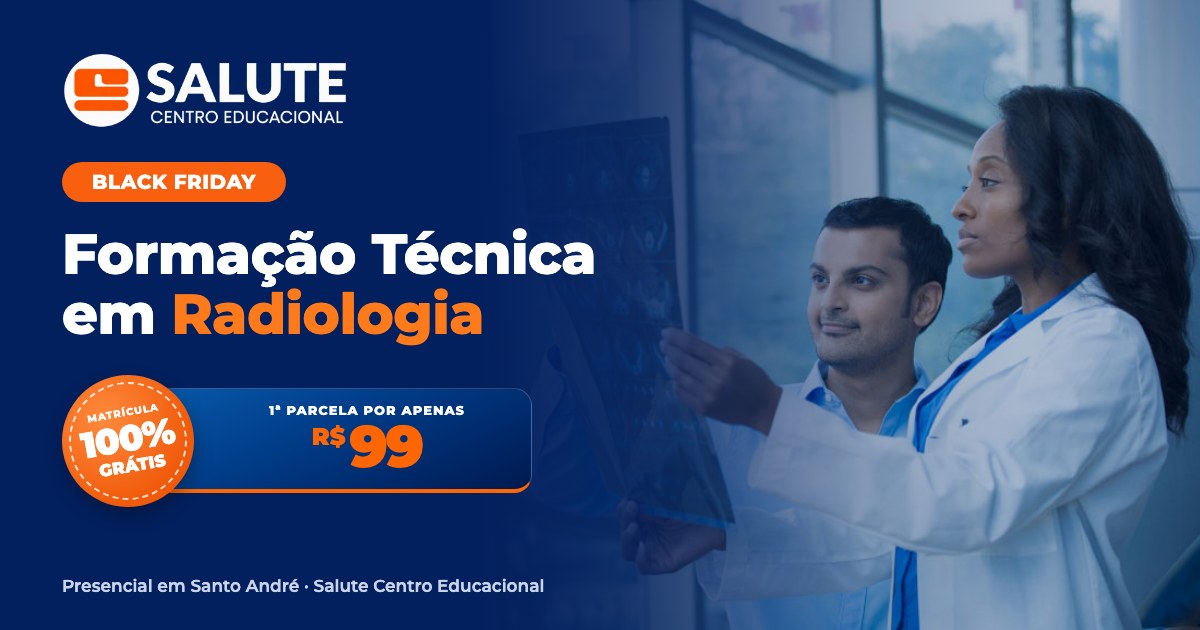 SALUTE
CENTRO EDUCACIONAL
BLACK FRIDAY
Formação Técnica
em Radiologia
MATRÍCULA
100%
GRÁTIS
1ª PARCELA POR APENAS
R$99
Presencial em Santo André · Salute Centro Educacional